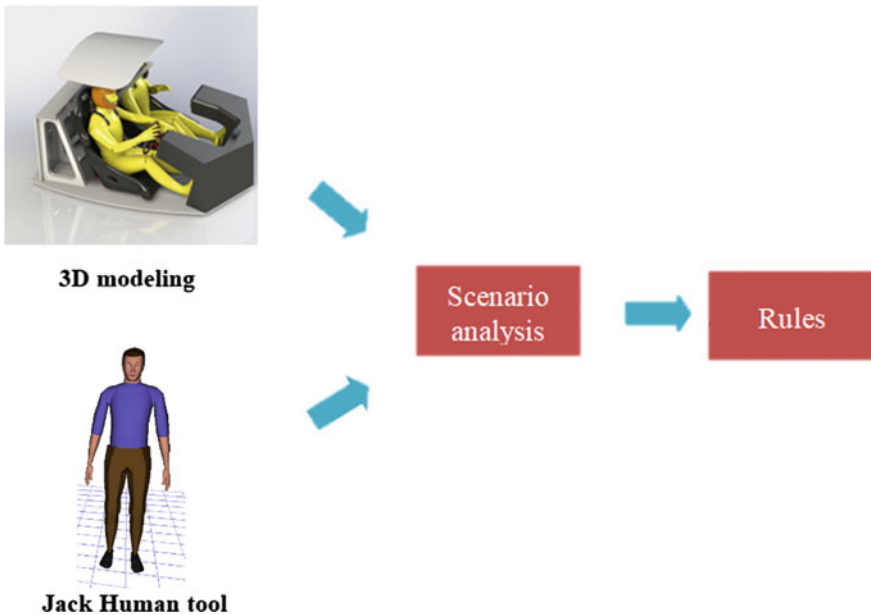 3D modeling
Scenario
analysis
Rules
Jack Human tool